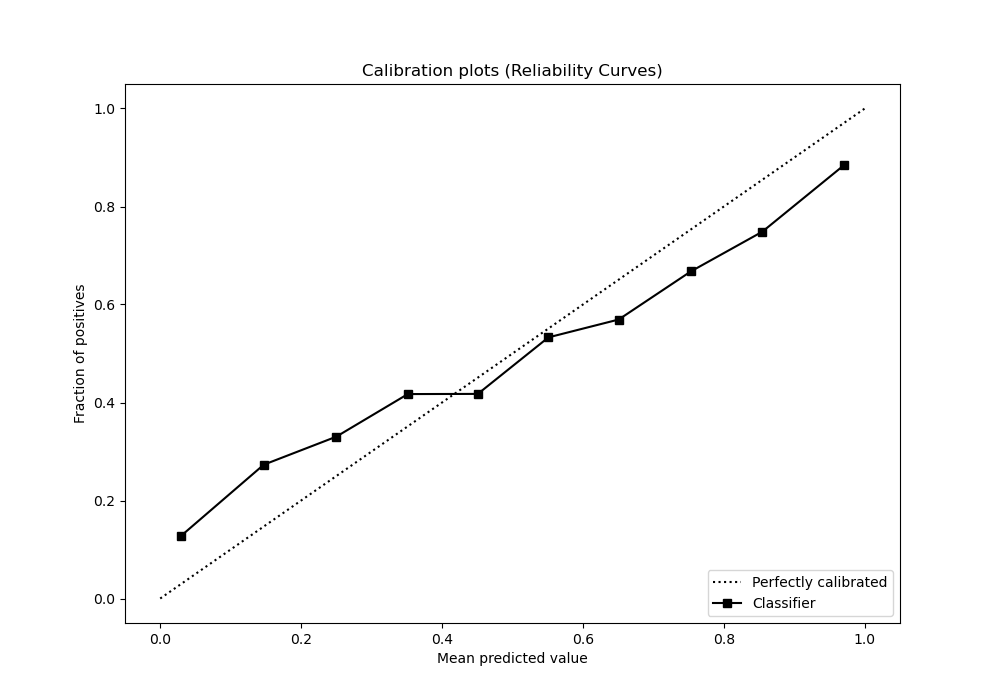 Calibration plots (Reliability Curves)
1.0
0.8
0.6
0.4
0.2
0.0
Fraction of positives
Perfectly calibrated
Classifier
0.0 0.2 0.4 0.6 0.8 1.0
Mean predicted value